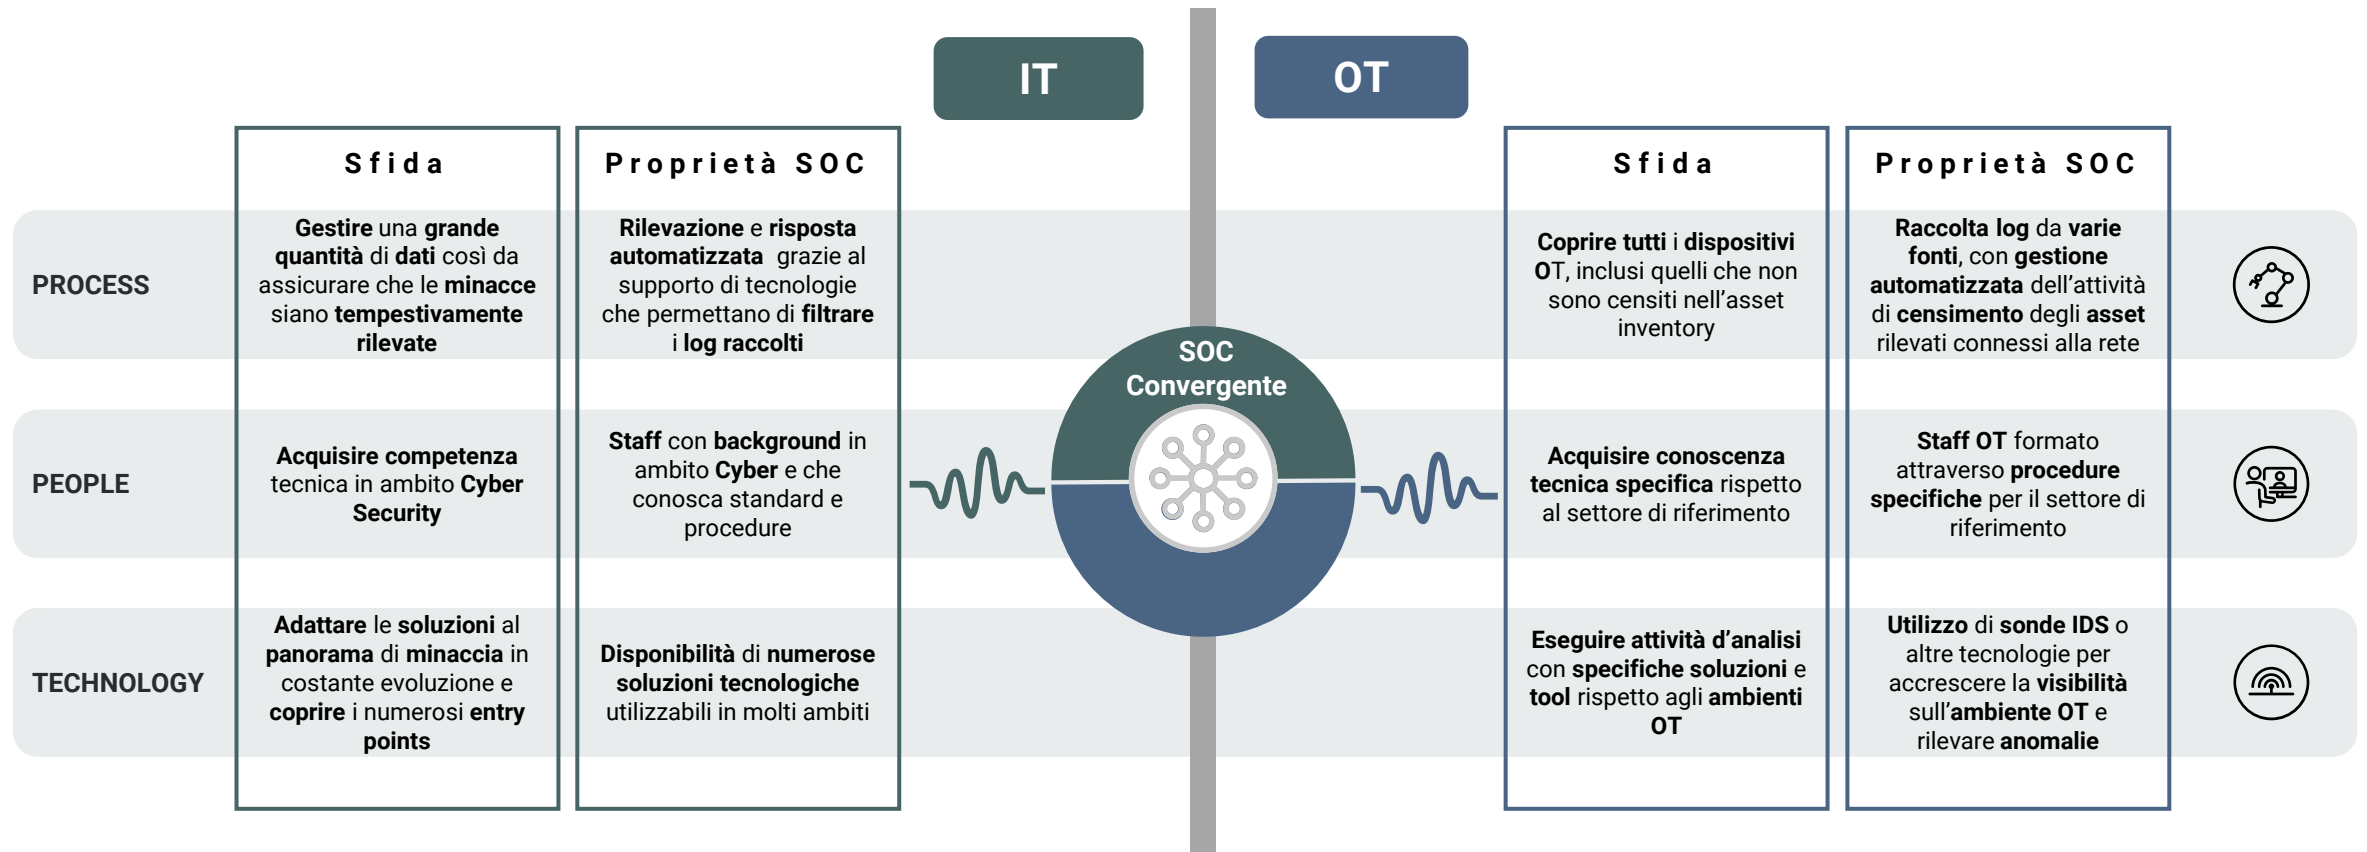 IT
OT
Sfida
Proprietà SOC
Sfida
Proprietà SOC
PROCESS
Gestire una grande
quantità di dati così da
assicurare che le minacce
siano tempestivamente
rilevate
Rilevazione e risposta
automatizzata grazie al
supporto di tecnologie
che permettano di filtrare
i log raccolti
Coprire tutti i dispositivi
OT, inclusi quelli che non
sono censiti nell’asset
inventory
Raccolta log da varie
fonti, con gestione
automatizzata dell’attività
di censimento degli asset
rilevati connessi alla rete
SOC
Convergente
PEOPLE
Acquisire competenza
tecnica in ambito Cyber
Security
Staff con background in
ambito Cyber e che
conosca standard e
procedure
Acquisire conoscenza
tecnica specifica rispetto
al settore di riferimento
Staff OT formato
attraverso procedure
specifiche per il settore di
riferimento
TECHNOLOGY
Adattare le soluzioni al
panorama di minaccia in
costante evoluzione e
coprire i numerosi entry
points
Disponibilità di numerose
soluzioni tecnologiche
utilizzabili in molti ambiti
Eseguire attività d’analisi
con specifiche soluzioni e
tool rispetto agli ambienti
OT
Utilizzo di sonde IDS o
altre tecnologie per
accrescere la visibilità
sull’ambiente OT e
rilevare anomalie